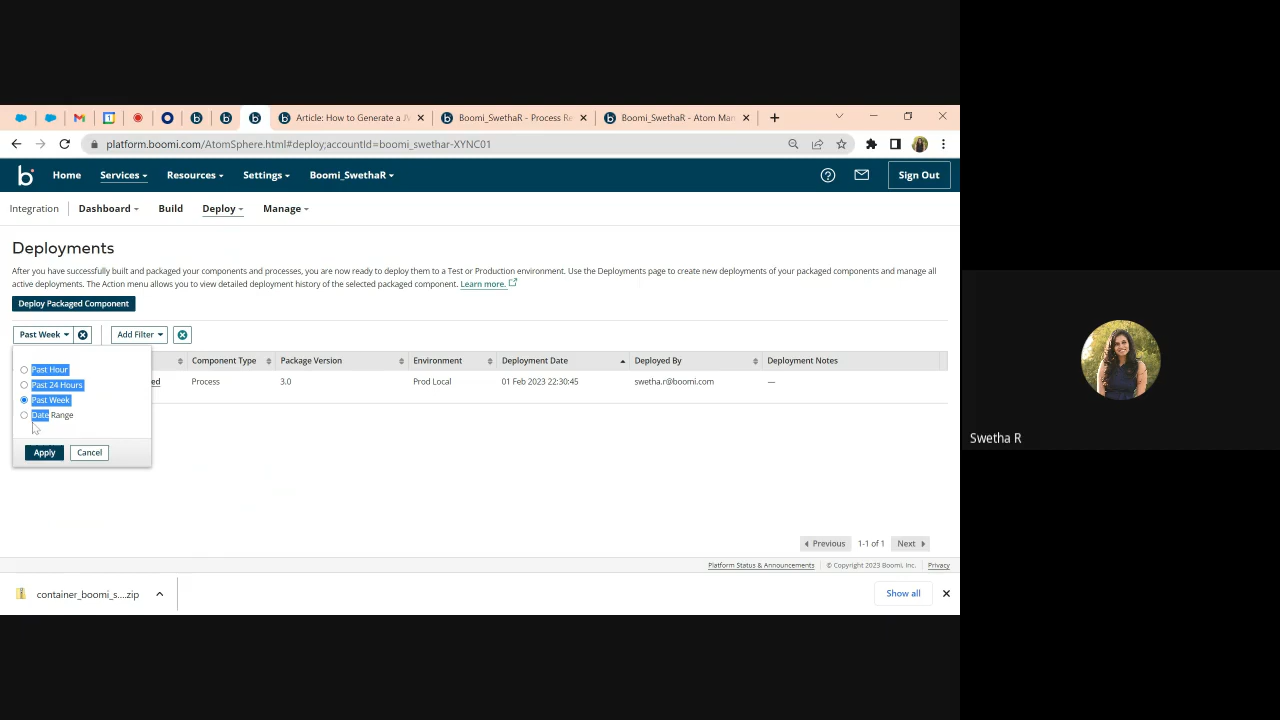 Article: How to Generate a JV
Boomi_SwethaR - Process Re
Boomi_SwethaR - Atom Man
platform.boomi.com/AtomSphere.html#deploy;accountId=boomi_swethar-XYNC01
b Home Services Resources Settings Boomi_SwethaR Sign Out
Integration Dashboard Build Deploy Manage
Deployments
After you have successfully built and packaged your components and processes, you are now ready to deploy them to a Test or Production environment. Use the Deployments page to create new deployments of your packaged components and manage all
active deployments. The Action menu allows you to view detailed deployment history of the selected packaged component. Learn more.
Deploy Packaged Component
Past Week Add Filter
Component Type Package Version Environment Deployment Date Deployed By Deployment Notes
ed Process 3.0 Prod Local 01 Feb 2023 22:30:45 swetha.r@boomi.com —
Past Hour
Past 24 Hours
Past Week
Date Range
Apply Cancel
Swetha R
Previous 1-1 of 1 Next
Platform Status & Announcements © Copyright 2023 Boomi, Inc. Privacy
container_boomi_s....zip Show all